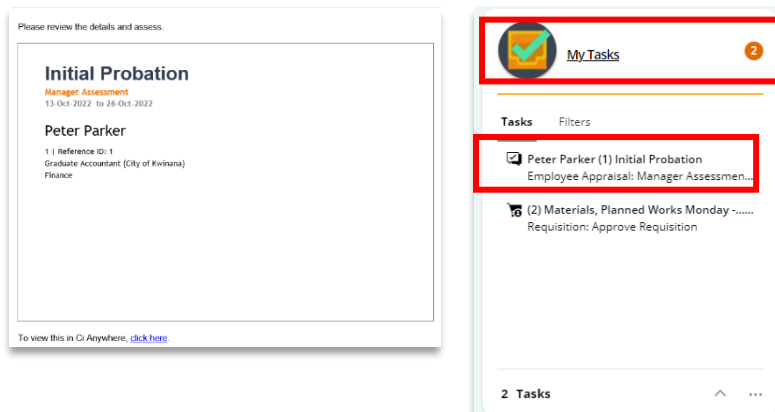 Please review the details and assess.
Initial Probation
Manager Assessment
13-Oct-2022 to 26-Oct-2022
Peter Parker
1 | Reference ID: 1
Graduate Accountant (City of Kwinana)
Finance
To view this in Ci Anywhere, click here.
My Tasks
2
Tasks Filters
Peter Parker (1) Initial Probation
Employee Appraisal: Manager Assessmen...
(2) Materials, Planned Works Monday -......
Requisition: Approve Requisition
2 Tasks